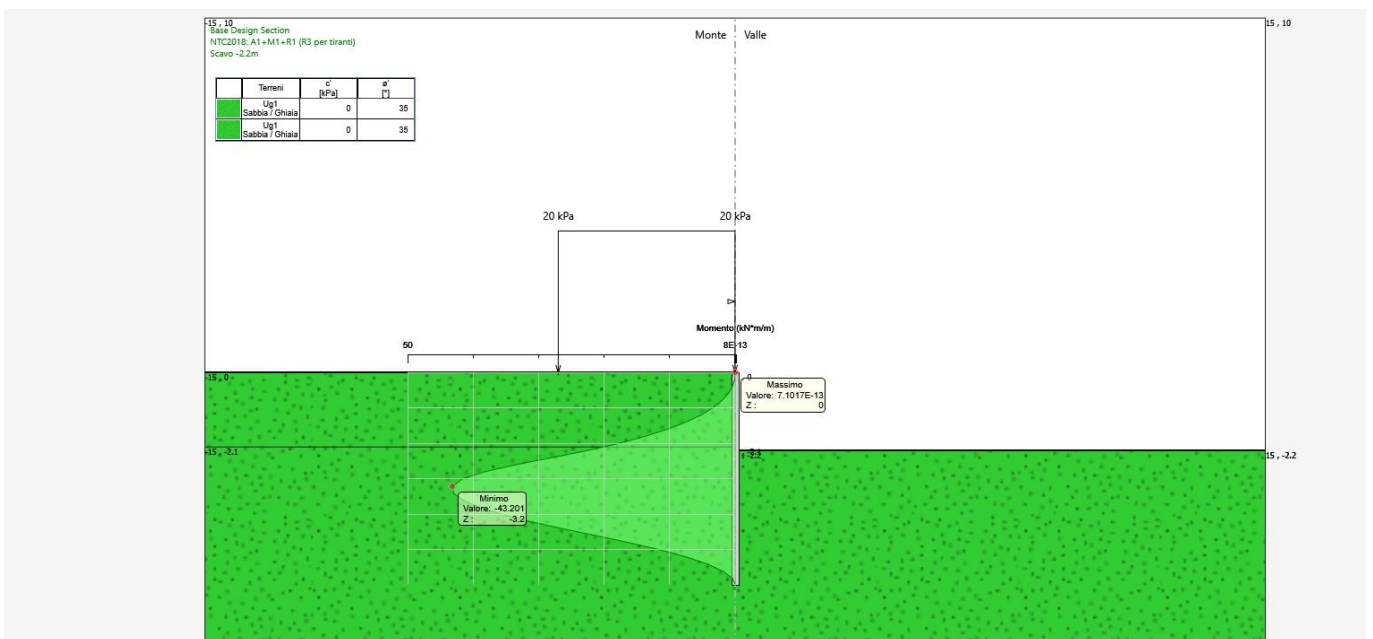 -15 , 10
15 , 10
Base Design Section
NTC2018: A1+M1+R1 (R3 per tiranti)
Scavo -2.2m
Monte
Valle
Terreni c' [kPa] ø' [°]
Ug1 Sabbia / Ghiaia 0 35
Ug1 Sabbia / Ghiaia 0 35
20 kPa
20 kPa
Momento (kN*m/m)
50
8E-13
-15 , 0
0
Massimo
Valore: 7.1017E-13
Z : 0
-15 , -2.1
-2.2
15 , -2.2
Minimo
Valore: -43.201
Z : -3.2